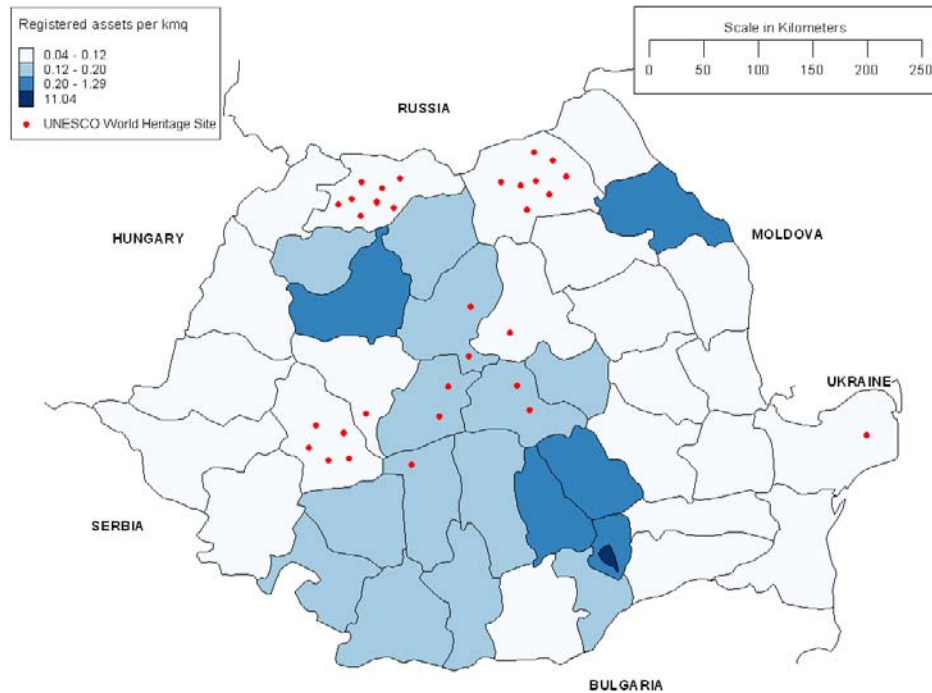 Registered assets per kmq
0.04 - 0.12
0.12 - 0.20
0.20 - 1.29
11.04
UNESCO World Heritage Site
Scale in Kilometers
0 50 100 150 200 250
RUSSIA
HUNGARY
MOLDOVA
UKRAINE
SERBIA
BULGARIA